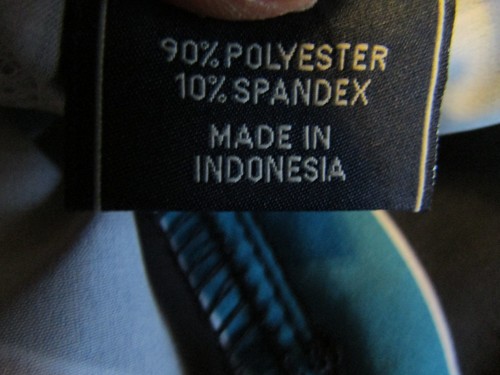 90% POLYESTER
10% SPANDEX
MADE IN
INDONESIA